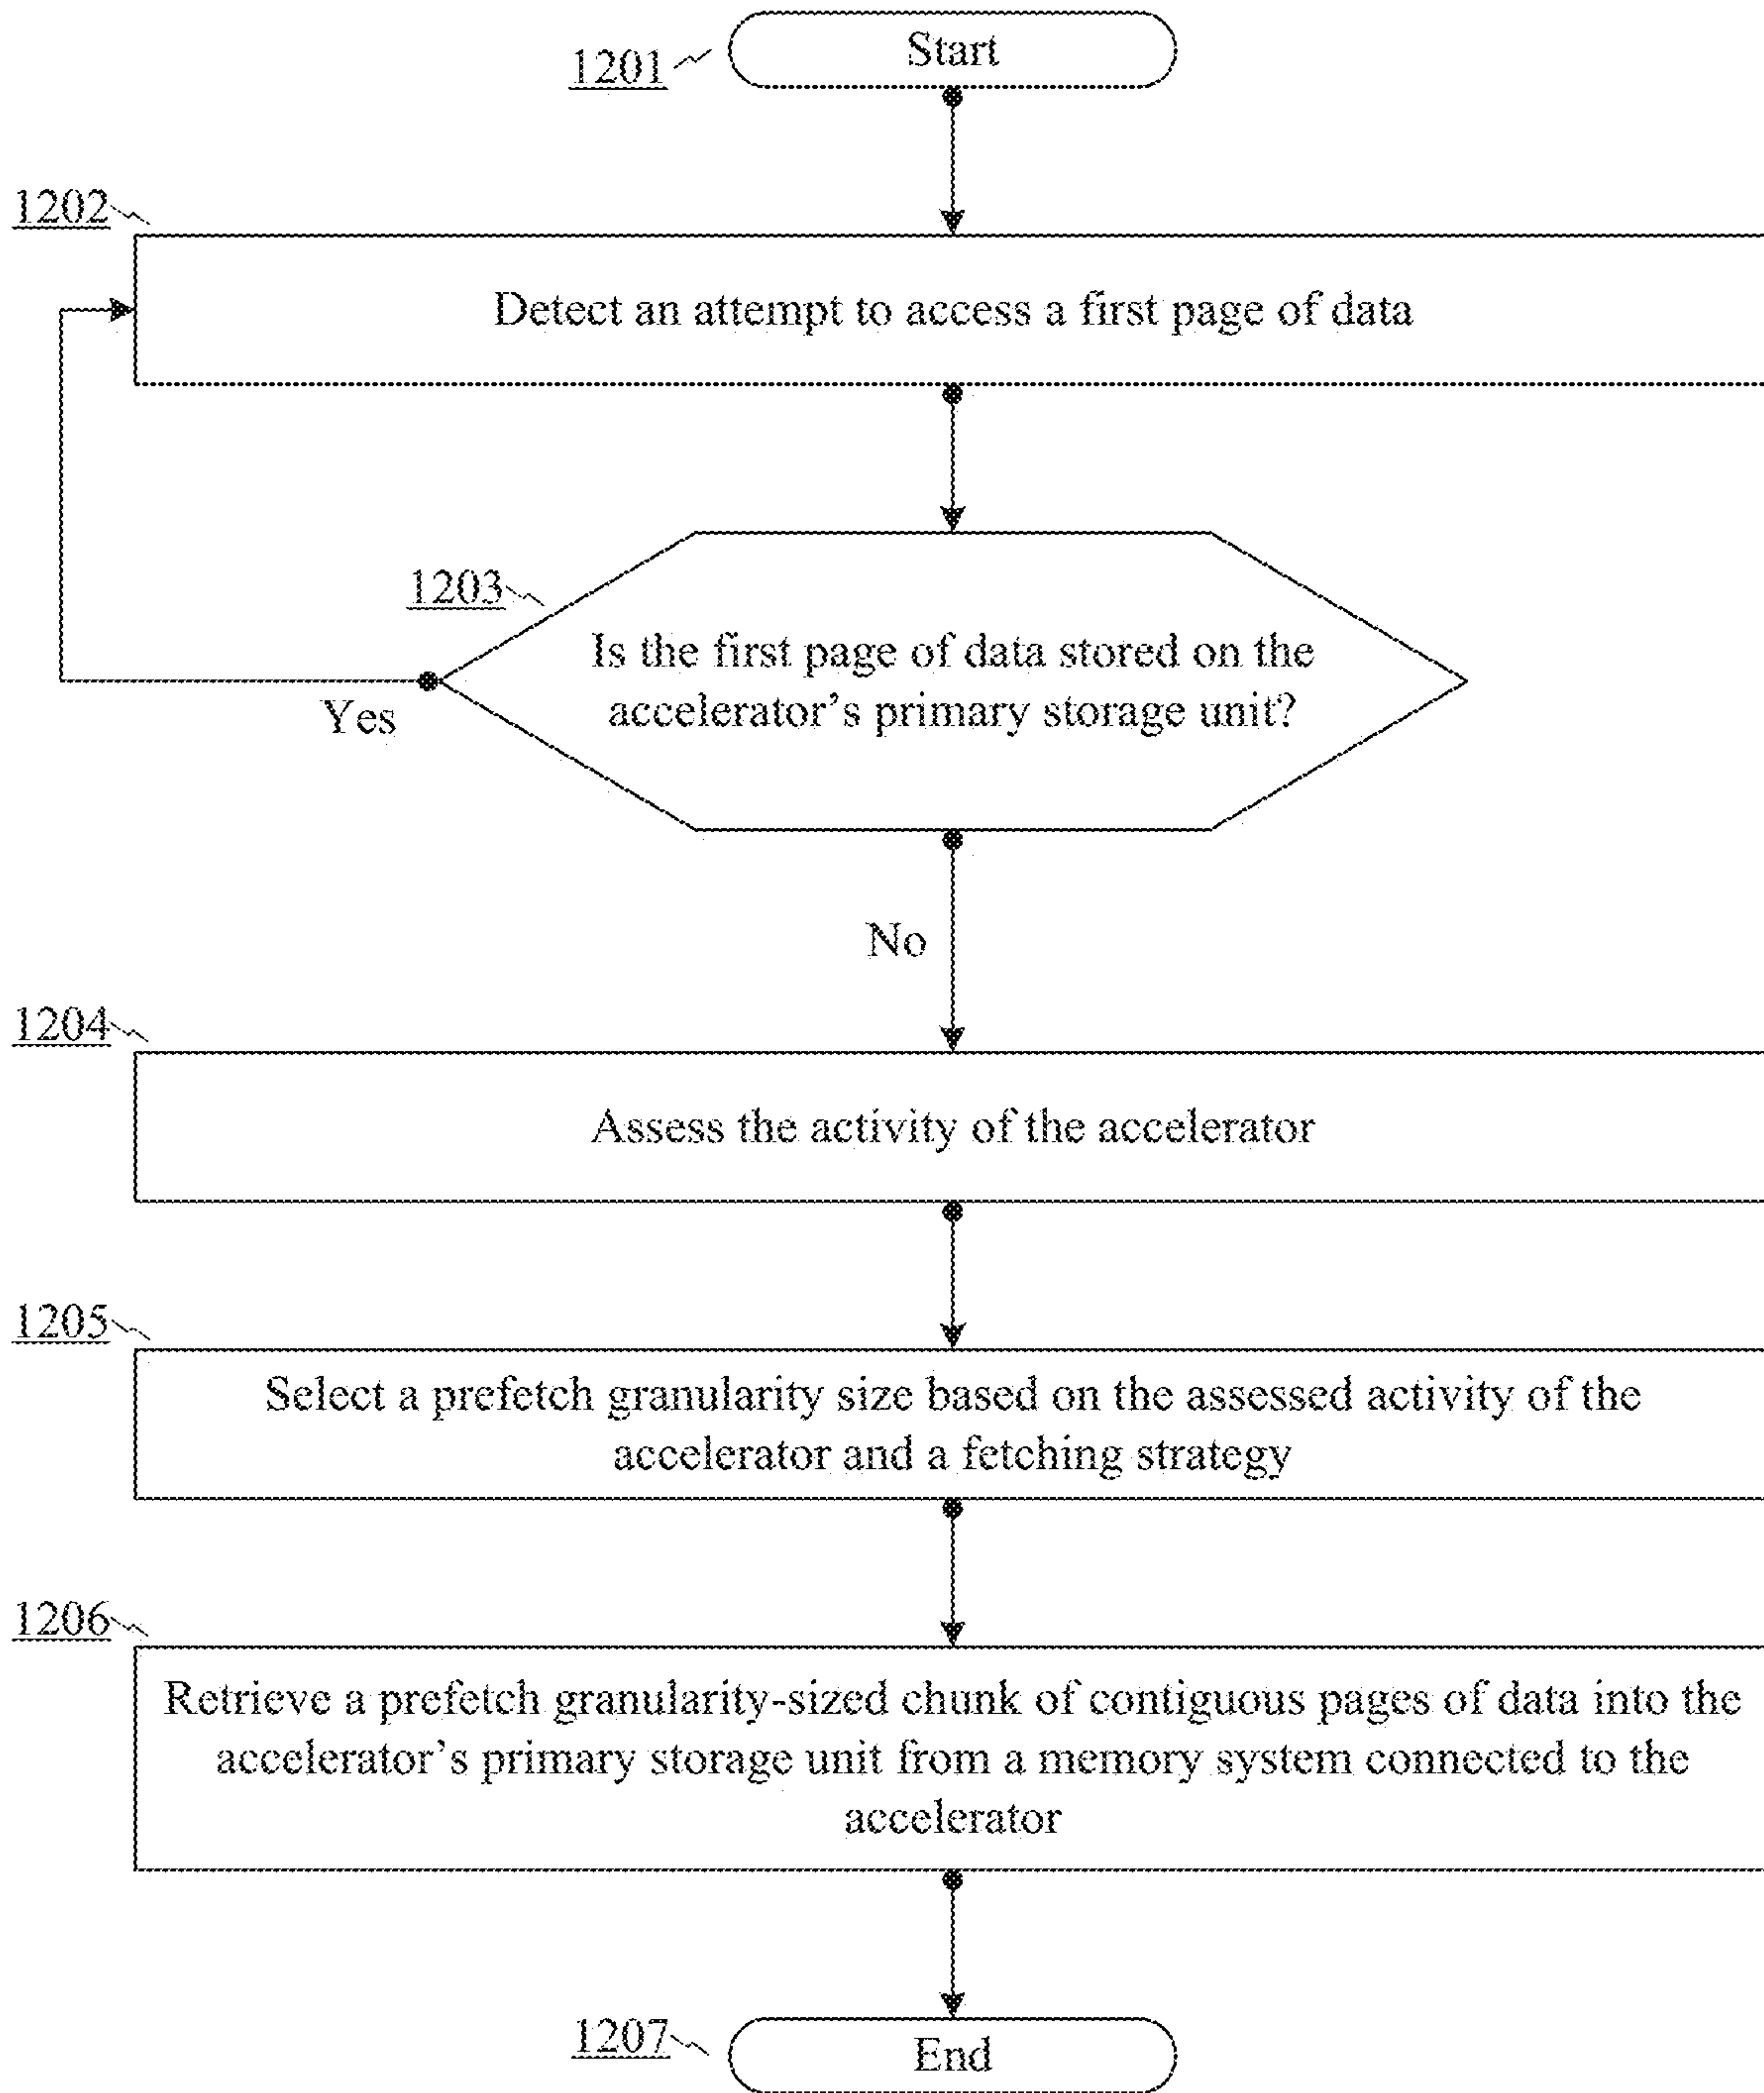 1201
Start
1202
Detect an attempt to access a first page of data
1203
Is the first page of data stored on the
accelerator's primary storage unit?
Yes
No
1204
Assess the activity of the accelerator
1205
Select a prefetch granularity size based on the assessed activity of the
accelerator and a fetching strategy
1206
Retrieve a prefetch granularity-sized chunk of contiguous pages of data into the
accelerator's primary storage unit from a memory system connected to the
accelerator
1207
End